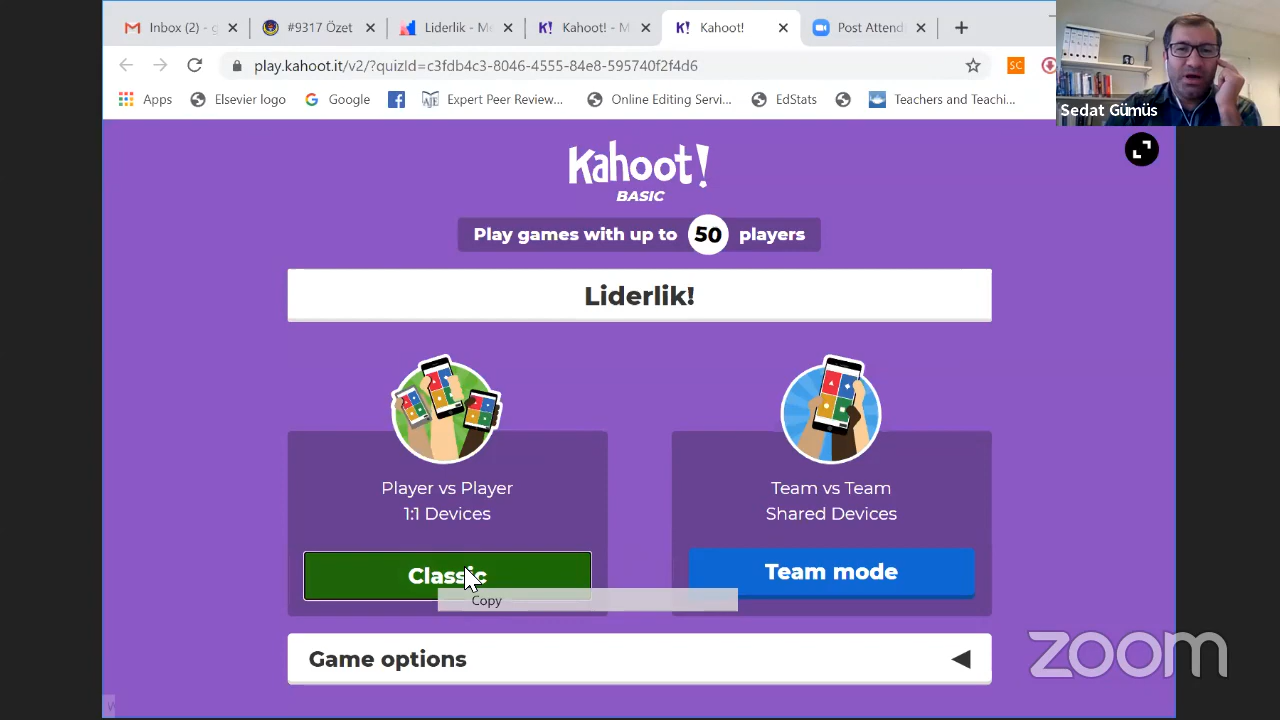 Inbox (2) - g
#9317 Özet
Liderlik - Me
Kahoot! - M
Kahoot!
Post Attend
play.kahoot.it/v2/?quizId=c3fdb4c3-8046-4555-84e8-595740f2f4d6
SC
Apps
Elsevier logo
Google
Expert Peer Review...
Online Editing Servi...
EdStats
Teachers and Teachi...
Sedat Gümüs
Kahoot!
BASIC
Play games with up to 50 players
Liderlik!
Player vs Player
1:1 Devices
Classic
Copy
Team vs Team
Shared Devices
Team mode
Game options
zoom